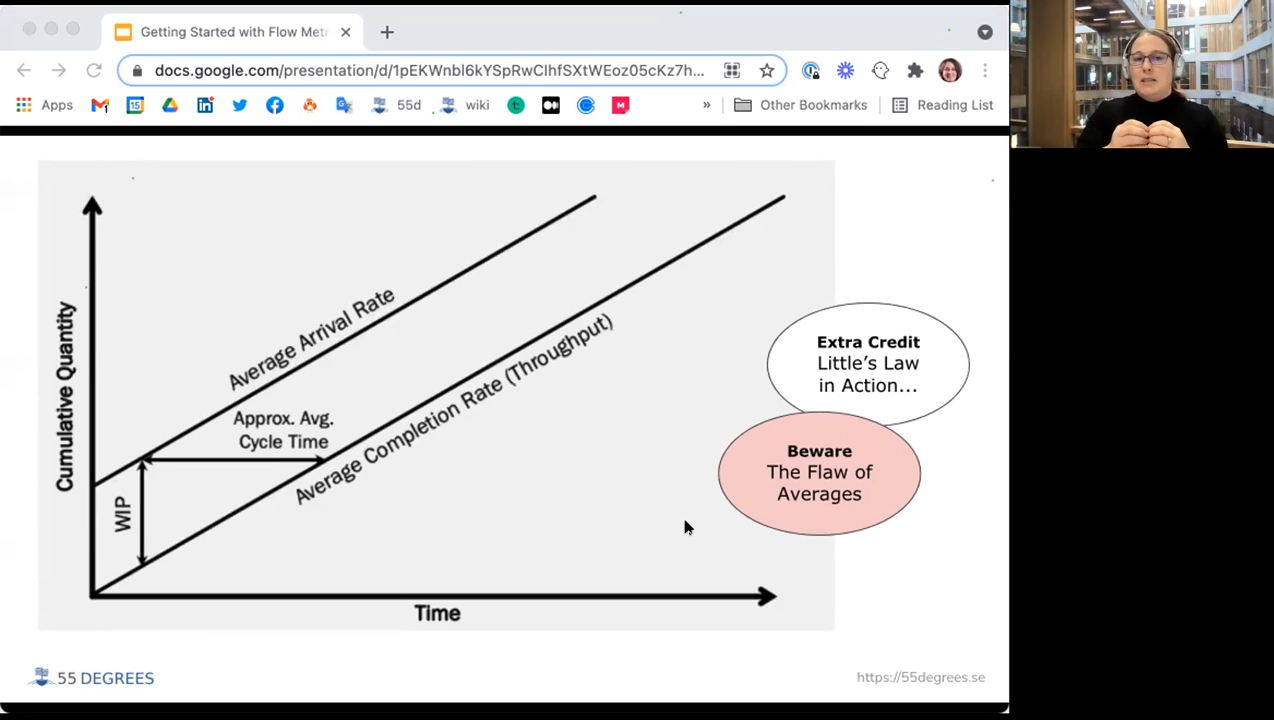 Getting Started with Flow Metr
docs.google.com/presentation/d/1pEKWnbl6kYSpRwClhfSXtWEoz05cKz7h...
Apps
55d
wiki
»
Other Bookmarks
Reading List
Cumulative Quantity
Average Arrival Rate
Approx. Avg.
Cycle Time
Average Completion Rate (Throughput)
WIP
Time
Extra Credit
Little's Law
in Action...
Beware
The Flaw of
Averages
55 DEGREES
https://55degrees.se